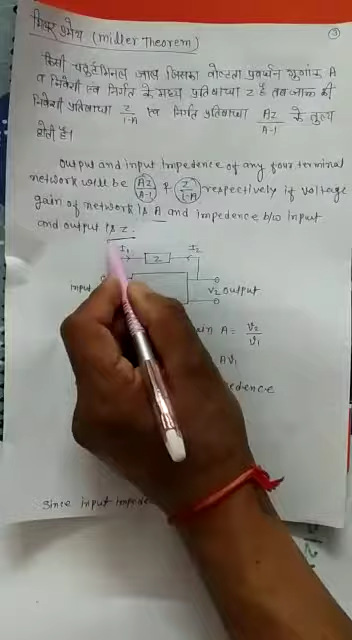 मिलर प्रमेय (Miller Theorem)
③
किसी चतुर्टर्मिनल जाल जिसका वोल्टता प्रवर्धन गुणांक A
व निवेशी एवं निर्गत के मध्य प्रतिबाधा Z है तब जाल की
निवेशी प्रतिबाधा Z/1-A एवं निर्गत प्रतिबाधा AZ/A-1 के तुल्य
होती है।
Output and input Impedence of any four terminal
network will be AZ/A-1 & Z/1-A respectively if voltage
gain of network is A and impedence b/w input
and output is Z.
I₁ Z I₂
Input V₂ output
A = V₂/V₁
AV₁
Since input